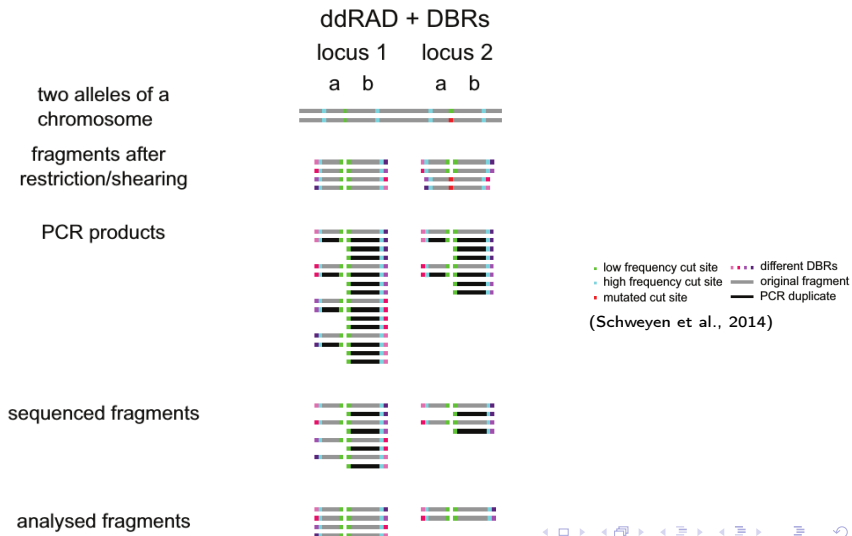 ddRAD + DBRs
locus 1 locus 2
a b a b
two alleles of a
chromosome
fragments after
restriction/shearing
PCR products
low frequency cut site
high frequency cut site
mutated cut site
different DBRs
original fragment
PCR duplicate
(Schweyen et al., 2014)
sequenced fragments
analysed fragments